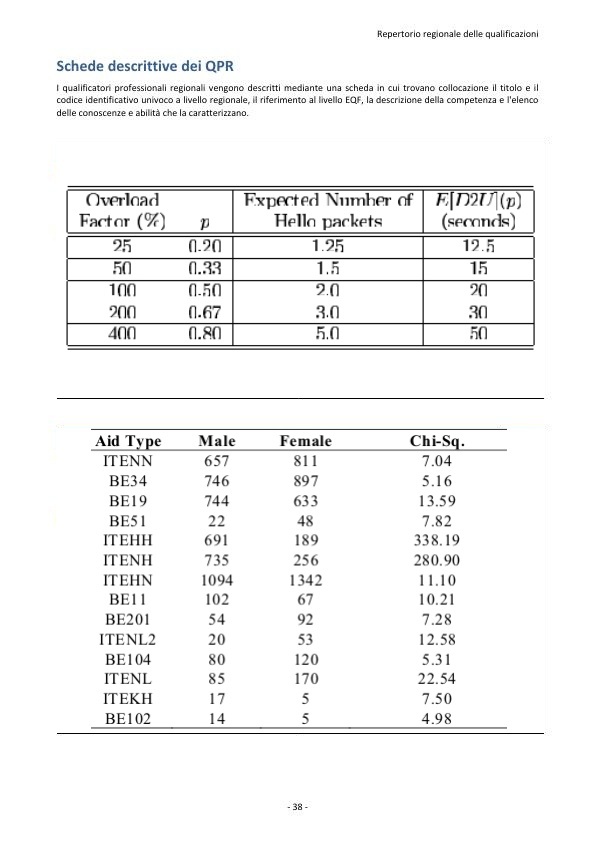 Repertorio regionale delle qualificazioni
Schede descrittive dei QPR
I qualificatori professionali regionali vengono descritti mediante una scheda in cui trovano collocazione il titolo e il
codice identificativo univoco a livello regionale, il riferimento al livello EQF, la descrizione della competenza e l'elenco
delle conoscenze e abilità che la caratterizzano.
Overload Expected Number of E[D2U](p)
Factor (%) p Hello packets (seconds)
25 0.20 1.25 12.5
50 0.33 1.5 15
100 0.50 2.0 20
200 0.67 3.0 30
400 0.80 5.0 50
Aid Type Male Female Chi-Sq.
ITENN 657 811 7.04
BE34 746 897 5.16
BE19 744 633 13.59
BE51 22 48 7.82
ITEHH 691 189 338.19
ITENH 735 256 280.90
ITEHN 1094 1342 11.10
BE11 102 67 10.21
BE201 54 92 7.28
ITENL2 20 53 12.58
BE104 80 120 5.31
ITENL 85 170 22.54
ITEKH 17 5 7.50
BE102 14 5 4.98
- 38 -